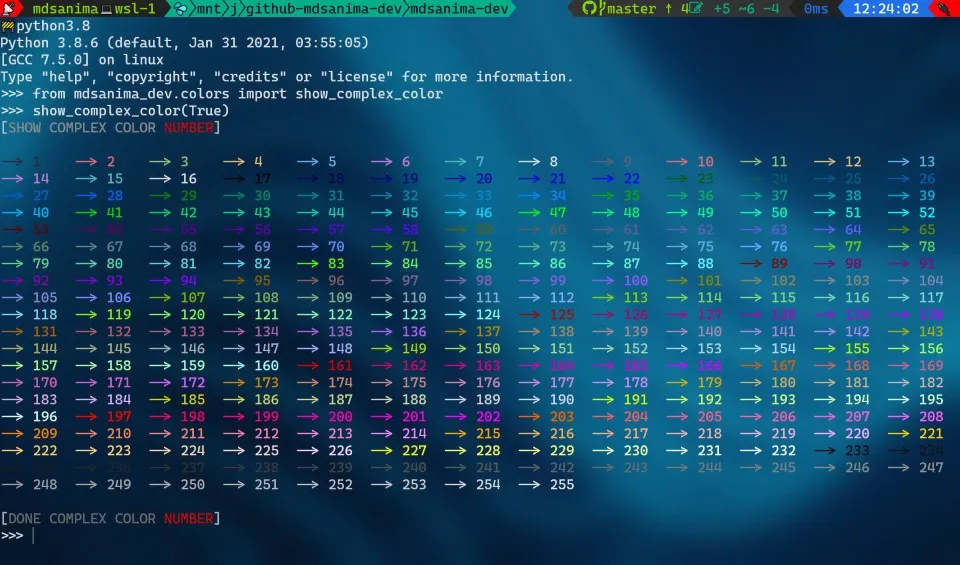 mdsanima wsl-1 mnt j github-mdsanima-dev mdsanima-dev master ↑ 4 +5 ~6 -4 0ms 12:24:02
python3.8
Python 3.8.6 (default, Jan 31 2021, 03:55:05)
[GCC 7.5.0] on linux
Type "help", "copyright", "credits" or "license" for more information.
>>> from mdsanima_dev.colors import show_complex_color
>>> show_complex_color(True)
[SHOW COMPLEX COLOR NUMBER]
→ 1 → 2 → 3 → 4 → 5 → 6 → 7 → 8 → 9 → 10 → 11 → 12 → 13
→ 14 → 15 → 16 → 17 → 18 → 19 → 20 → 21 → 22 → 23 → 24 → 25 → 26
→ 27 → 28 → 29 → 30 → 31 → 32 → 33 → 34 → 35 → 36 → 37 → 38 → 39
→ 40 → 41 → 42 → 43 → 44 → 45 → 46 → 47 → 48 → 49 → 50 → 51 → 52
→ 53 → 54 → 55 → 56 → 57 → 58 → 59 → 60 → 61 → 62 → 63 → 64 → 65
→ 66 → 67 → 68 → 69 → 70 → 71 → 72 → 73 → 74 → 75 → 76 → 77 → 78
→ 79 → 80 → 81 → 82 → 83 → 84 → 85 → 86 → 87 → 88 → 89 → 90 → 91
→ 92 → 93 → 94 → 95 → 96 → 97 → 98 → 99 → 100 → 101 → 102 → 103 → 104
→ 105 → 106 → 107 → 108 → 109 → 110 → 111 → 112 → 113 → 114 → 115 → 116 → 117
→ 118 → 119 → 120 → 121 → 122 → 123 → 124 → 125 → 126 → 127 → 128 → 129 → 130
→ 131 → 132 → 133 → 134 → 135 → 136 → 137 → 138 → 139 → 140 → 141 → 142 → 143
→ 144 → 145 → 146 → 147 → 148 → 149 → 150 → 151 → 152 → 153 → 154 → 155 → 156
→ 157 → 158 → 159 → 160 → 161 → 162 → 163 → 164 → 165 → 166 → 167 → 168 → 169
→ 170 → 171 → 172 → 173 → 174 → 175 → 176 → 177 → 178 → 179 → 180 → 181 → 182
→ 183 → 184 → 185 → 186 → 187 → 188 → 189 → 190 → 191 → 192 → 193 → 194 → 195
→ 196 → 197 → 198 → 199 → 200 → 201 → 202 → 203 → 204 → 205 → 206 → 207 → 208
→ 209 → 210 → 211 → 212 → 213 → 214 → 215 → 216 → 217 → 218 → 219 → 220 → 221
→ 222 → 223 → 224 → 225 → 226 → 227 → 228 → 229 → 230 → 231 → 232 → 233 → 234
→ 236 → 237 → 238 → 239 → 240 → 241 → 242 → 243 → 244 → 245 → 246 → 247
→ 248 → 249 → 250 → 251 → 252 → 253 → 254 → 255
[DONE COMPLEX COLOR NUMBER]
>>>